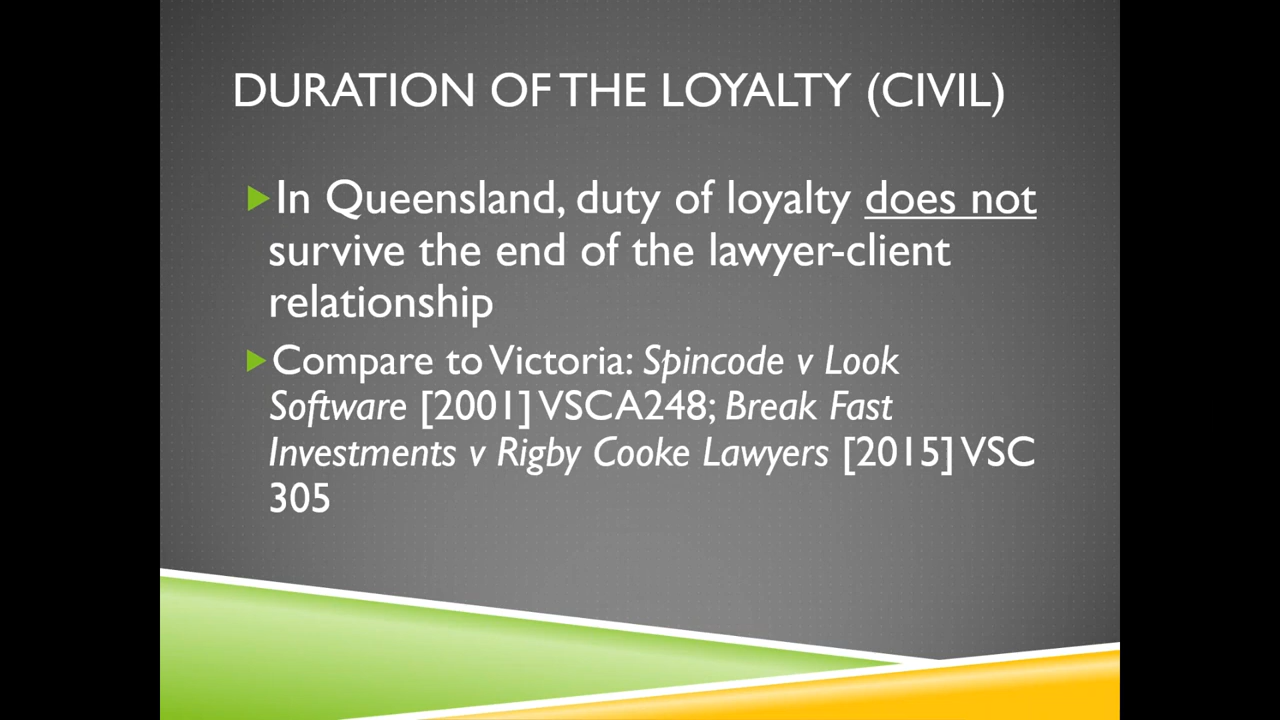 DURATION OF THE LOYALTY (CIVIL)
In Queensland, duty of loyalty does not
survive the end of the lawyer-client
relationship
Compare to Victoria: Spincode v Look
Software [2001] VSCA248; Break Fast
Investments v Rigby Cooke Lawyers [2015] VSC
305